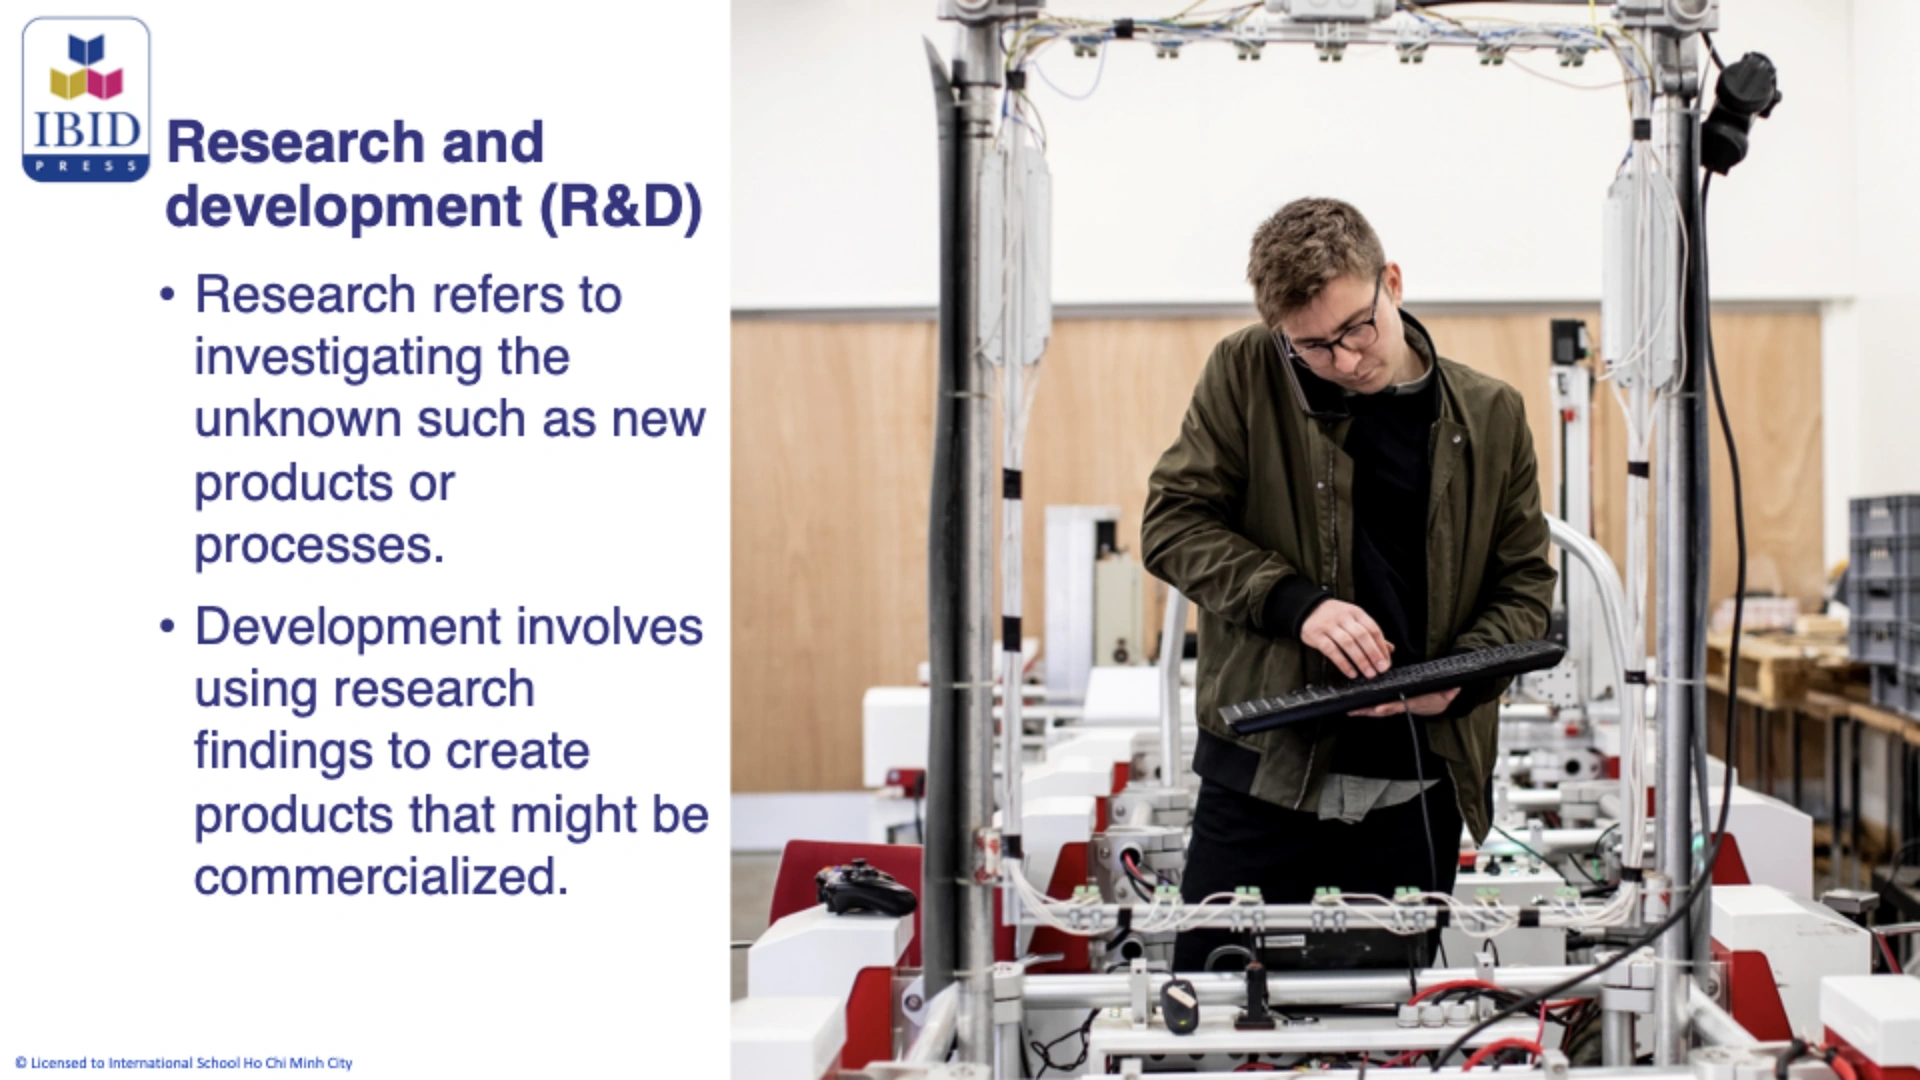 IBID
PRESS
Research and
development (R&D)
• Research refers to
investigating the
unknown such as new
products or
processes.
• Development involves
using research
findings to create
products that might be
commercialized.
© Licensed to International School Ho Chi Minh City